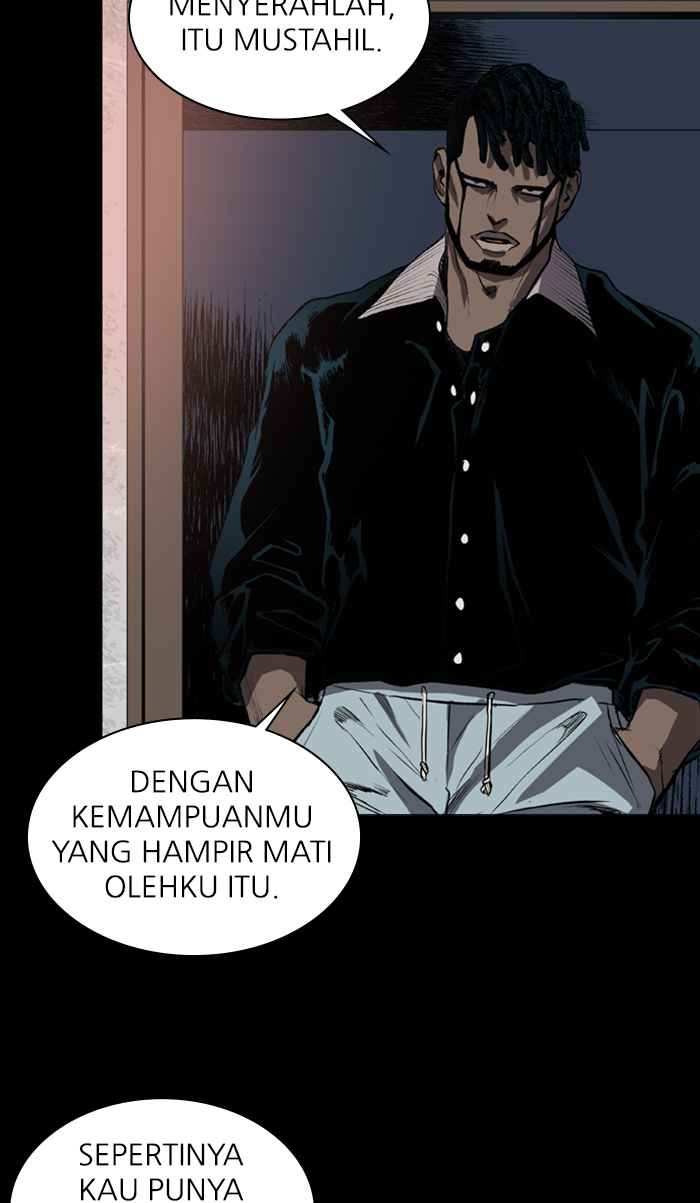 MENYERAHLAH,
ITU MUSTAHIL.
DENGAN
KEMAMPUANMU
YANG HAMPIR MATI
OLEHKU ITU.
SEPERTINYA
KAU PUNYA